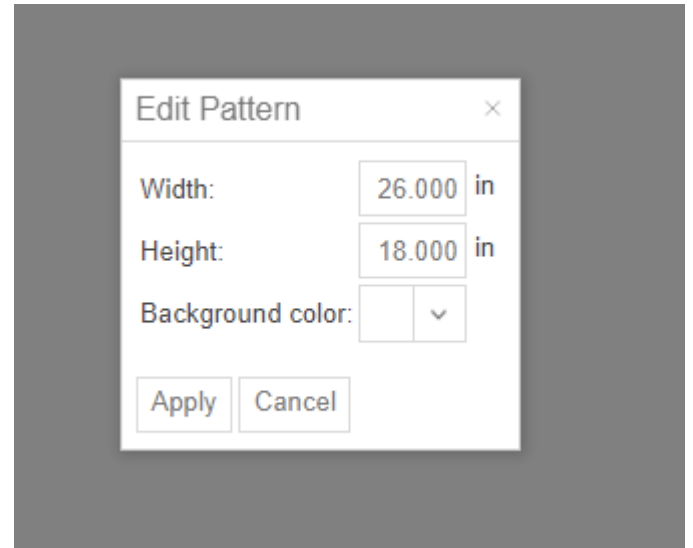 Edit Pattern ×
Width: 26.000 in
Height: 18.000 in
Background color:
Apply Cancel